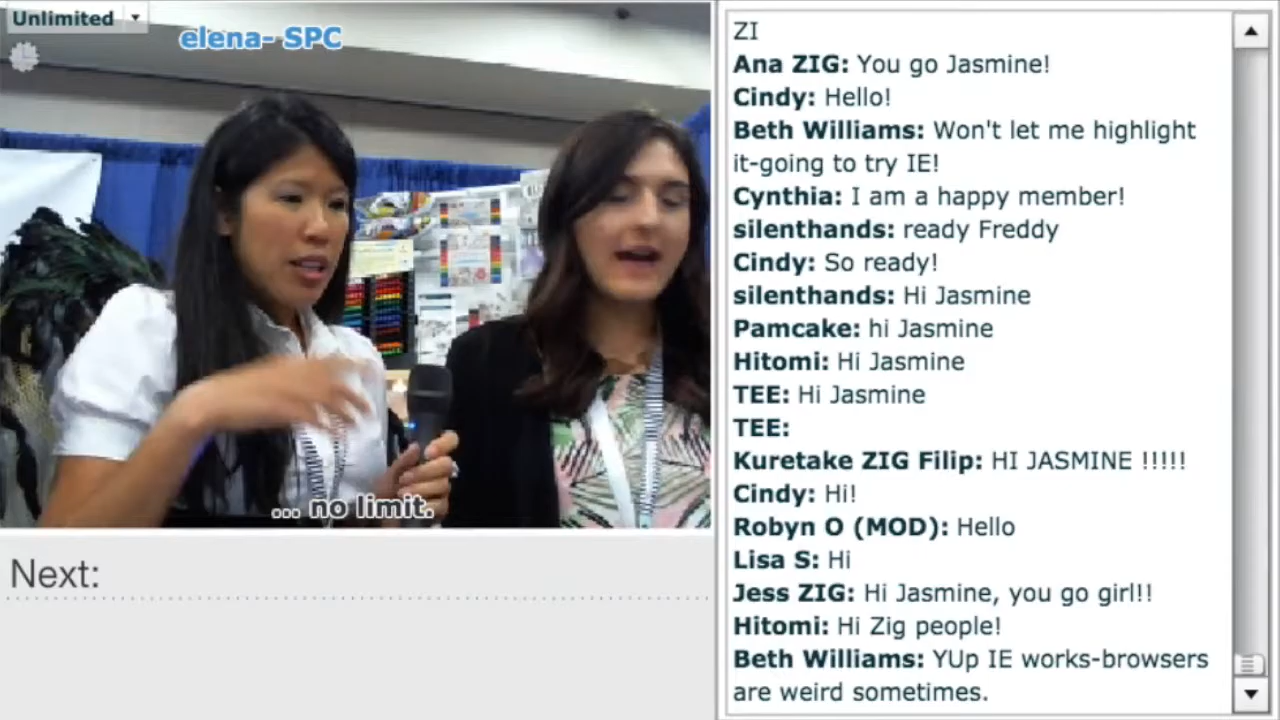 Unlimited
elena- SPC
... no limit.
Next:
ZI
Ana ZIG: You go Jasmine!
Cindy: Hello!
Beth Williams: Won't let me highlight
it-going to try IE!
Cynthia: I am a happy member!
silenthands: ready Freddy
Cindy: So ready!
silenthands: Hi Jasmine
Pamcake: hi Jasmine
Hitomi: Hi Jasmine
TEE: Hi Jasmine
TEE:
Kuretake ZIG Filip: HI JASMINE !!!!!
Cindy: Hi!
Robyn O (MOD): Hello
Lisa S: Hi
Jess ZIG: Hi Jasmine, you go girl!!
Hitomi: Hi Zig people!
Beth Williams: YUp IE works-browsers
are weird sometimes.